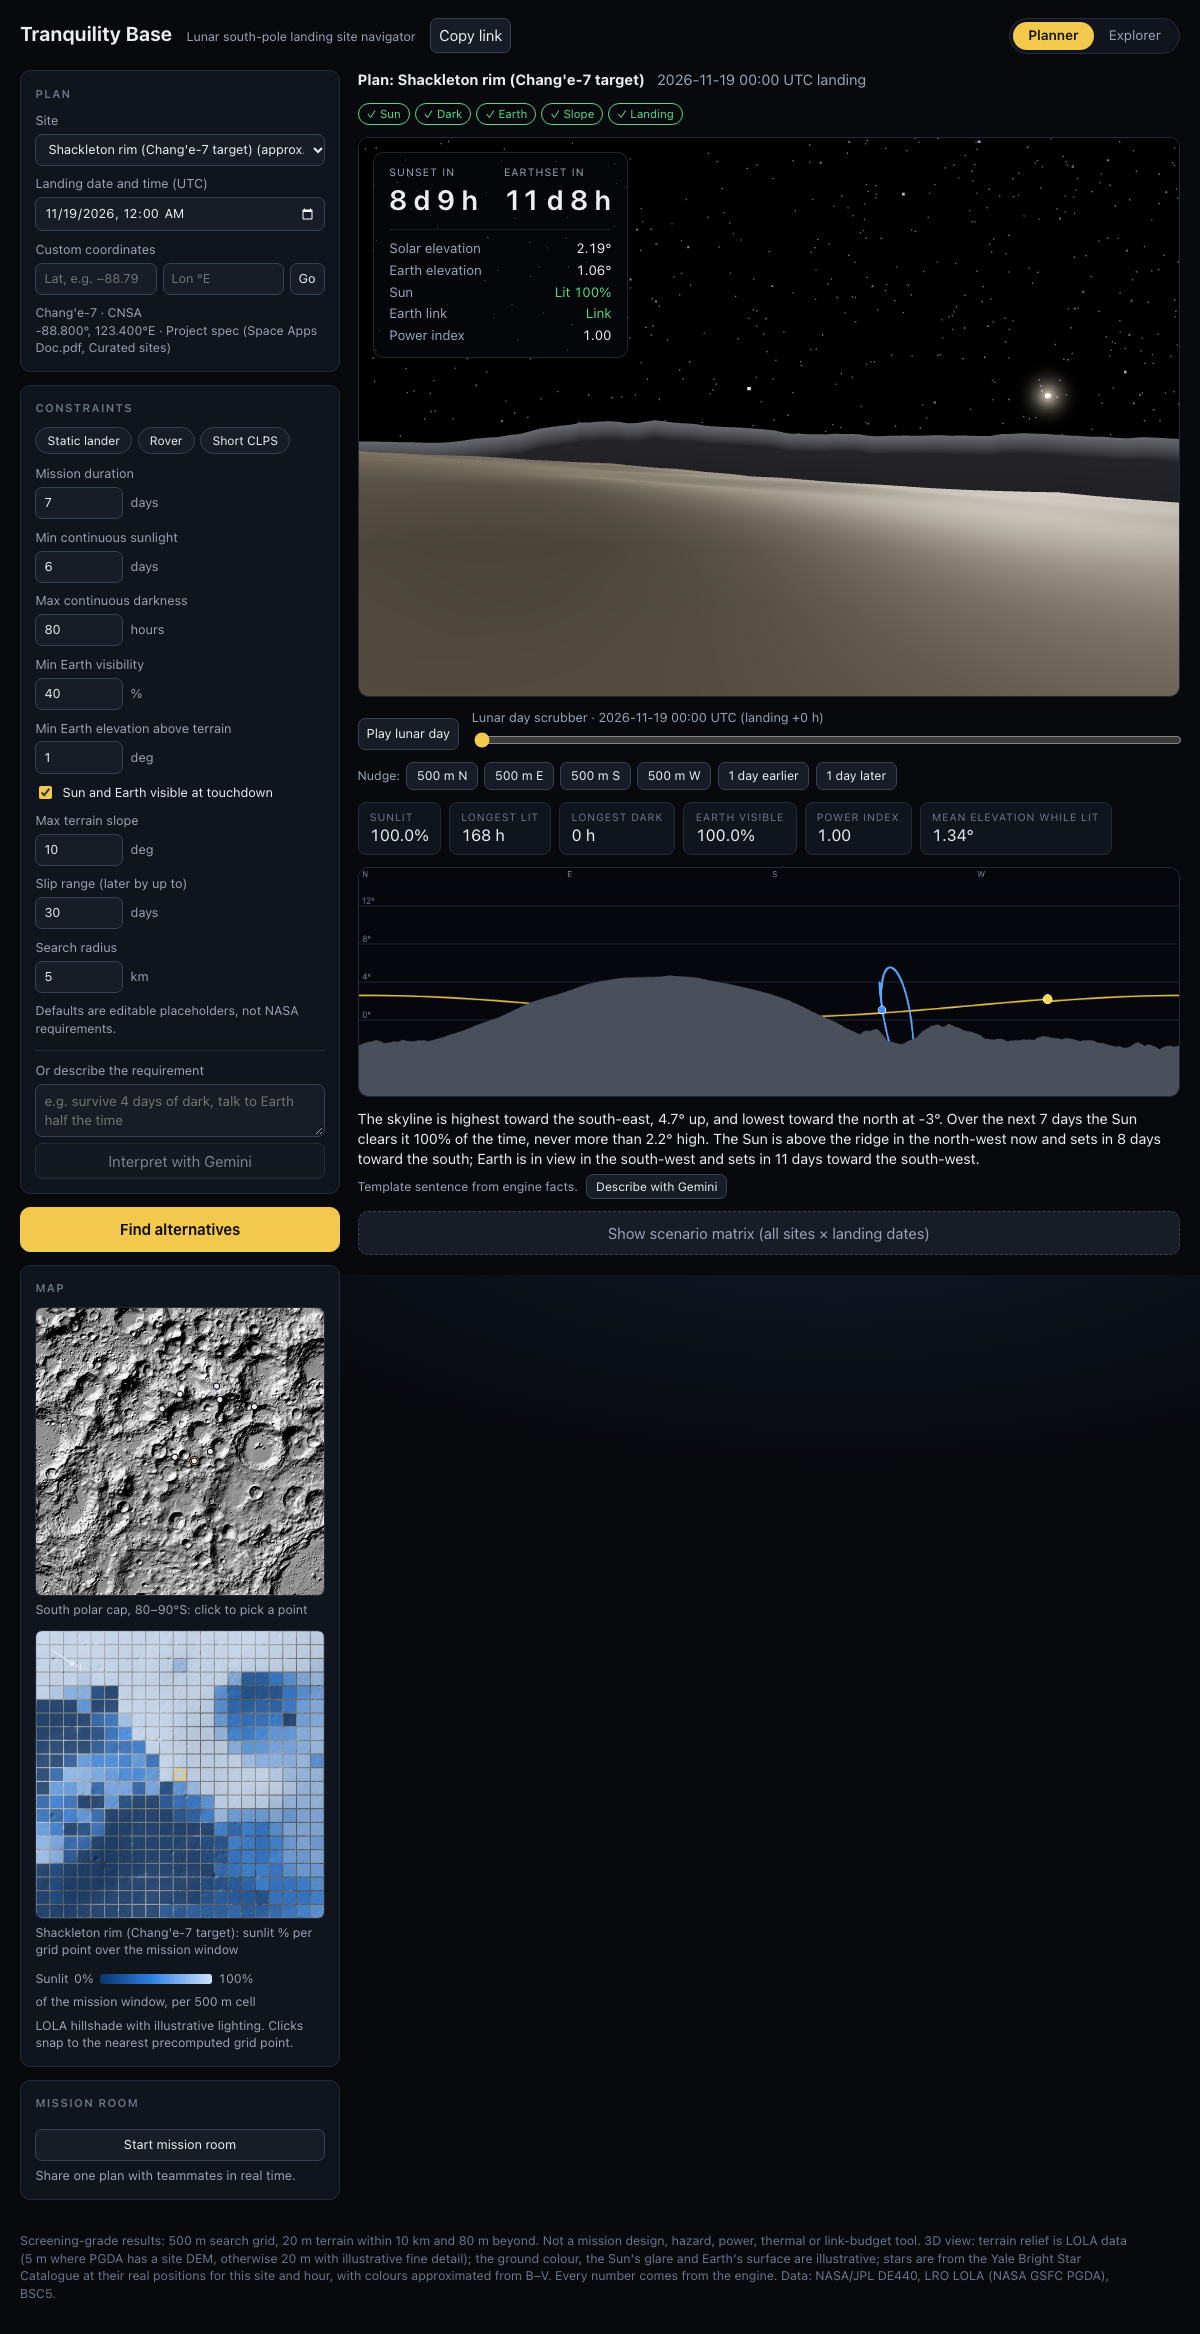 Tranquility Base
Lunar south-pole landing site navigator
Copy link
Planner
Explorer
PLAN
Site
Shackleton rim (Chang'e-7 target) (approx.
Landing date and time (UTC)
11/19/2026, 12:00 AM
Custom coordinates
Lat, e.g. −88.79
Lon °E
Go
Chang'e-7 · CNSA
-88.800°, 123.400°E · Project spec (Space Apps
Doc.pdf, Curated sites)
CONSTRAINTS
Static lander
Rover
Short CLPS
Mission duration
7 days
Min continuous sunlight
6 days
Max continuous darkness
80 hours
Min Earth visibility
40 %
Min Earth elevation above terrain
1 deg
Sun and Earth visible at touchdown
Max terrain slope
10 deg
Slip range (later by up to)
30 days
Search radius
5 km
Defaults are editable placeholders, not NASA
requirements.
Or describe the requirement
e.g. survive 4 days of dark, talk to Earth
half the time
Interpret with Gemini
Find alternatives
MAP
South polar cap, 80–90°S: click to pick a point
Shackleton rim (Chang'e-7 target): sunlit % per
grid point over the mission window
Sunlit 0% 100%
of the mission window, per 500 m cell
LOLA hillshade with illustrative lighting. Clicks
snap to the nearest precomputed grid point.
MISSION ROOM
Start mission room
Share one plan with teammates in real time.
Plan: Shackleton rim (Chang'e-7 target) 2026-11-19 00:00 UTC landing
✓ Sun
✓ Dark
✓ Earth
✓ Slope
✓ Landing
SUNSET IN
8 d 9 h
EARTHSET IN
11 d 8 h
Solar elevation 2.19°
Earth elevation 1.06°
Sun Lit 100%
Earth link Link
Power index 1.00
Play lunar day
Lunar day scrubber · 2026-11-19 00:00 UTC (landing +0 h)
Nudge:
500 m N
500 m E
500 m S
500 m W
1 day earlier
1 day later
SUNLIT
100.0%
LONGEST LIT
168 h
LONGEST DARK
0 h
EARTH VISIBLE
100.0%
POWER INDEX
1.00
MEAN ELEVATION WHILE LIT
1.34°
N E S W
12°
8°
4°
0°
The skyline is highest toward the south-east, 4.7° up, and lowest toward the north at -3°. Over the next 7 days the Sun
clears it 100% of the time, never more than 2.2° high. The Sun is above the ridge in the north-west now and sets in 8 days
toward the south; Earth is in view in the south-west and sets in 11 days toward the south-west.
Template sentence from engine facts.
Describe with Gemini
Show scenario matrix (all sites × landing dates)
Screening-grade results: 500 m search grid, 20 m terrain within 10 km and 80 m beyond. Not a mission design, hazard, power, thermal or link-budget tool. 3D view: terrain relief is LOLA data
(5 m where PGDA has a site DEM, otherwise 20 m with illustrative fine detail); the ground colour, the Sun's glare and Earth's surface are illustrative; stars are from the Yale Bright Star
Catalogue at their real positions for this site and hour, with colours approximated from B−V. Every number comes from the engine. Data: NASA/JPL DE440, LRO LOLA (NASA GSFC PGDA),
BSC5.